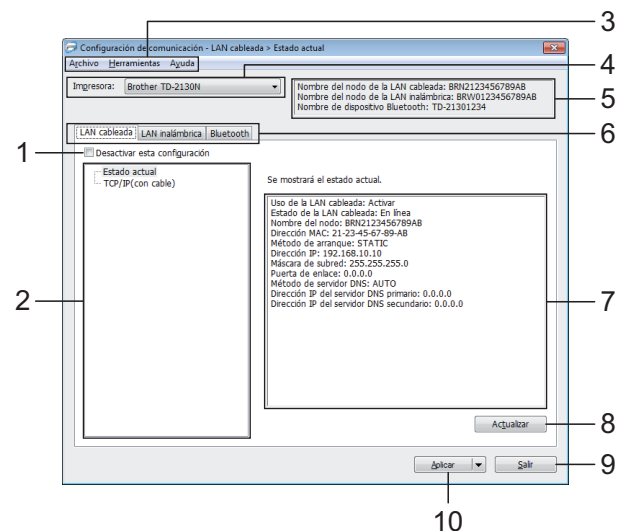 3
Configuración de comunicación - LAN cableada > Estado actual
Archivo Herramientas Ayuda
4
Impresora: Brother TD-2130N
Nombre del nodo de la LAN cableada: BRN2123456789AB
Nombre del nodo de la LAN inalámbrica: BRW0123456789AB
Nombre de dispositivo Bluetooth: TD-21301234
5
LAN cableada LAN inalámbrica Bluetooth
6
1
Desactivar esta configuración
Estado actual
TCP/IP(con cable)
2
Se mostrará el estado actual.
Uso de la LAN cableada: Activar
Estado de la LAN cableada: En línea
Nombre del nodo: BRN2123456789AB
Dirección MAC: 21-23-45-67-89-AB
Método de arranque: STATIC
Dirección IP: 192.168.10.10
Máscara de subred: 255.255.255.0
Puerta de enlace: 0.0.0.0
Método de servidor DNS: AUTO
Dirección IP del servidor DNS primario: 0.0.0.0
Dirección IP del servidor DNS secundario: 0.0.0.0
7
Actualizar
8
Aplicar
Salir
9
10